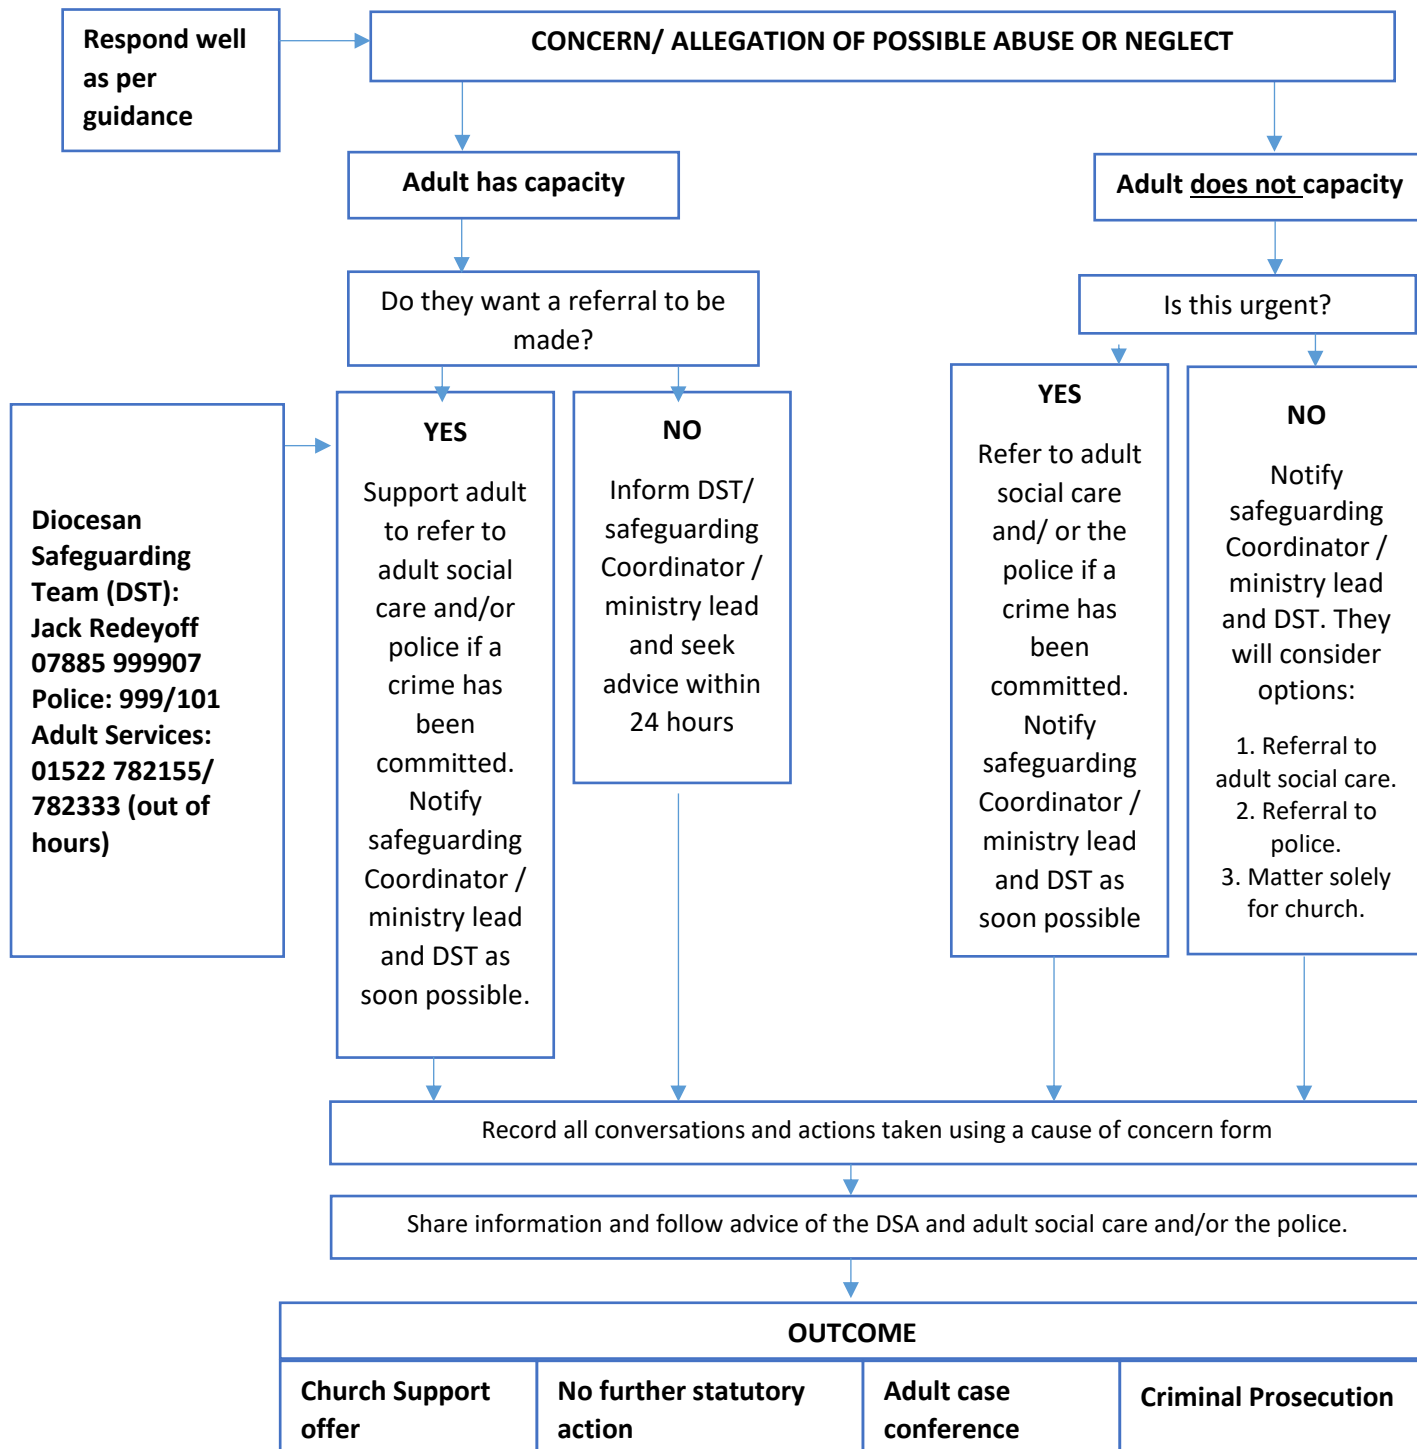 Respond well
as per
guidance
CONCERN/ ALLEGATION OF POSSIBLE ABUSE OR NEGLECT
Adult has capacity
Adult does not capacity
Do they want a referral to be
made?
Is this urgent?
Diocesan
Safeguarding
Team (DST):
Jack Redeyoff
07885 999907
Police: 999/101
Adult Services:
01522 782155/
782333 (out of
hours)
YES
Support adult
to refer to
adult social
care and/or
police if a
crime has
been
committed.
Notify
safeguarding
Coordinator /
ministry lead
and DST as
soon possible.
NO
Inform DST/
safeguarding
Coordinator /
ministry lead
and seek
advice within
24 hours
YES
Refer to adult
social care
and/ or the
police if a
crime has
been
committed.
Notify
safeguarding
Coordinator /
ministry lead
and DST as
soon possible
NO
Notify
safeguarding
Coordinator /
ministry lead
and DST. They
will consider
options:
1. Referral to
adult social care.
2. Referral to
police.
3. Matter solely
for church.
Record all conversations and actions taken using a cause of concern form
Share information and follow advice of the DSA and adult social care and/or the police.
OUTCOME
Church Support
offer
No further statutory
action
Adult case
conference
Criminal Prosecution